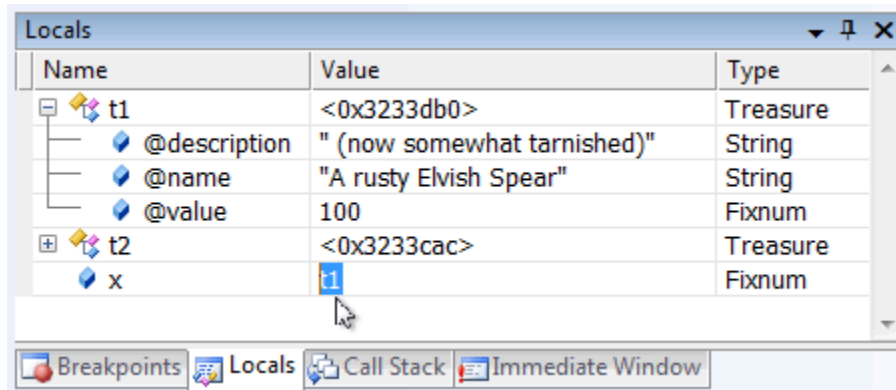 Locals
Name Value Type
t1 <0x3233db0> Treasure
@description " (now somewhat tarnished)" String
@name "A rusty Elvish Spear" String
@value 100 Fixnum
t2 <0x3233cac> Treasure
x t1 Fixnum
Breakpoints Locals Call Stack Immediate Window